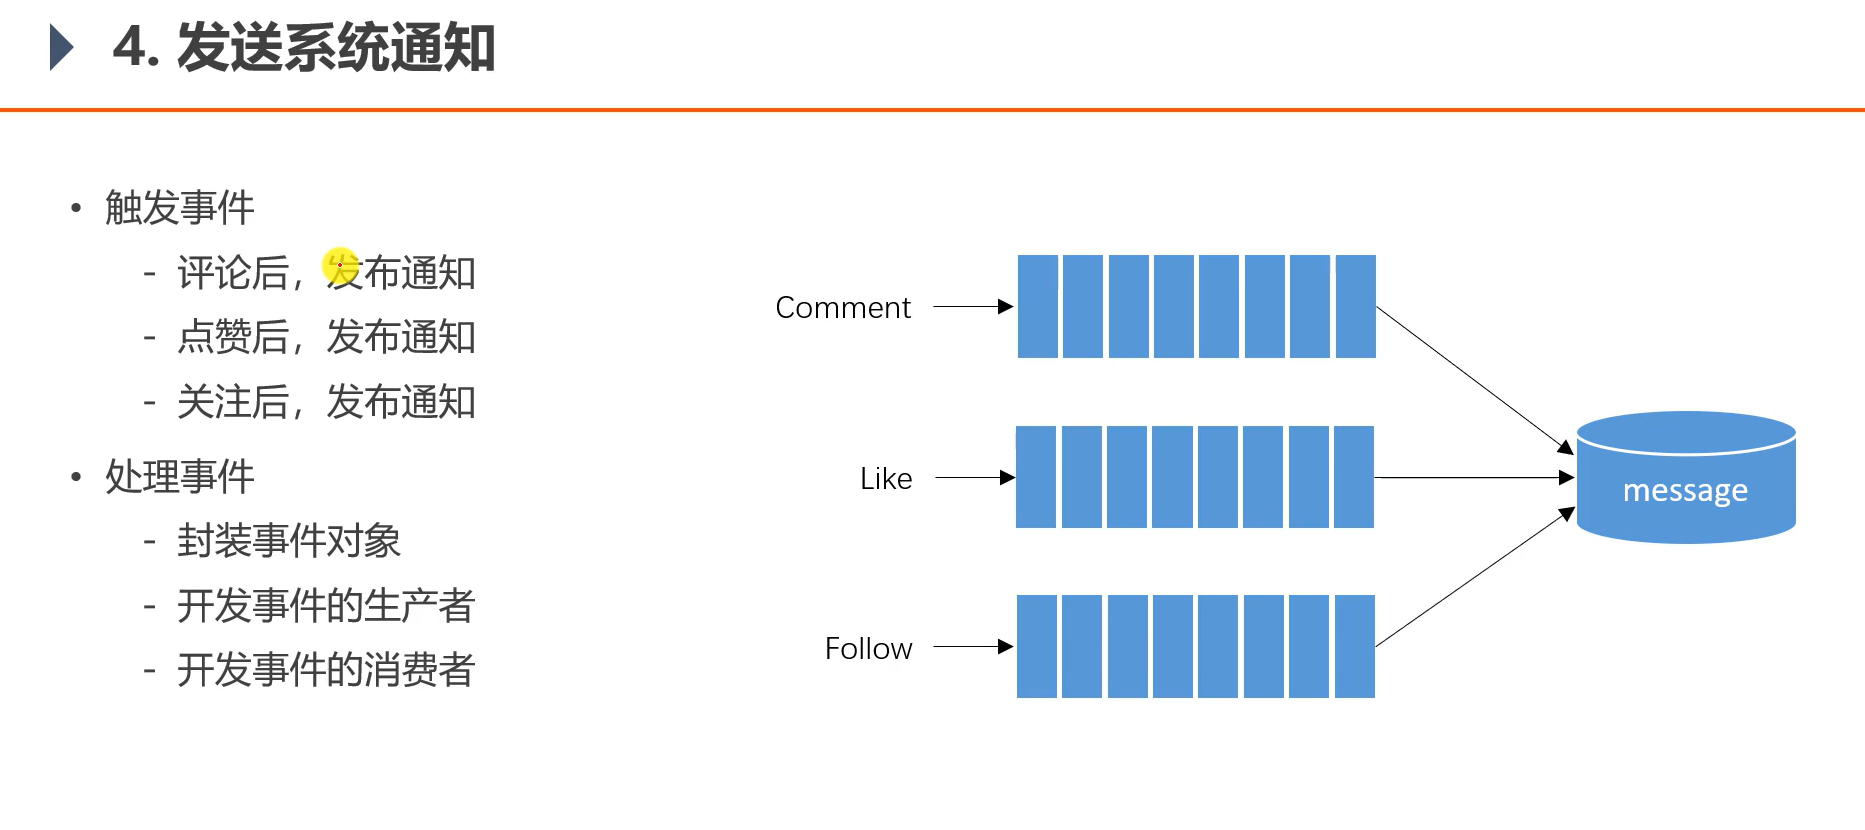 4. 发送系统通知
• 触发事件
- 评论后，发布通知
- 点赞后，发布通知
- 关注后，发布通知
• 处理事件
- 封装事件对象
- 开发事件的生产者
- 开发事件的消费者
Comment
Like
Follow
message